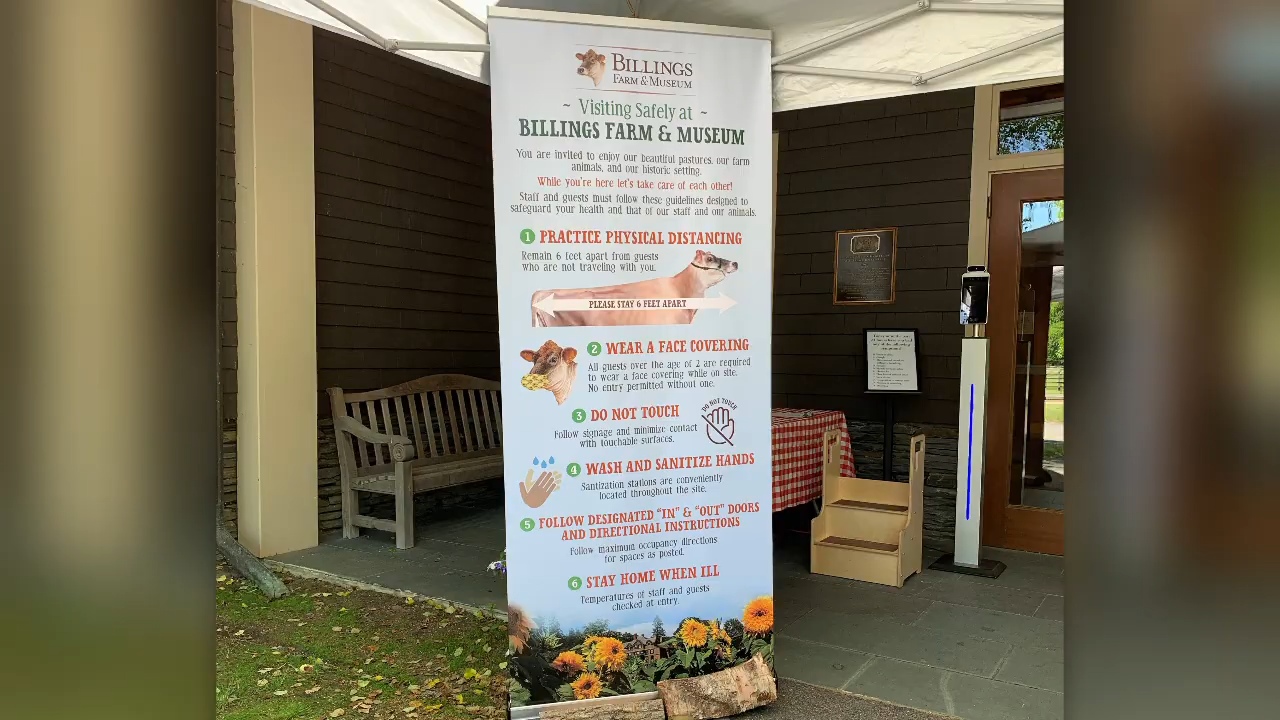 BILLINGS
FARM & MUSEUM
~ Visiting Safely at ~
BILLINGS FARM & MUSEUM
You are invited to enjoy our beautiful pastures, our farm
animals, and our historic setting.
While you're here let's take care of each other!
Staff and guests must follow these guidelines designed to
safeguard your health and that of our staff and our animals.
1 PRACTICE PHYSICAL DISTANCING
Remain 6 feet apart from guests
who are not traveling with you.
PLEASE STAY 6 FEET APART
2 WEAR A FACE COVERING
All guests over the age of 2 are required
to wear a face covering while on site.
No entry permitted without one.
3 DO NOT TOUCH
Follow signage and minimize contact
with touchable surfaces.
DO NOT TOUCH
4 WASH AND SANITIZE HANDS
Sanitization stations are conveniently
located throughout the site.
5 FOLLOW DESIGNATED "IN" & "OUT" DOORS
AND DIRECTIONAL INSTRUCTIONS
Follow maximum occupancy directions
for spaces as posted.
6 STAY HOME WHEN ILL
Temperatures of staff and guests
checked at entry.